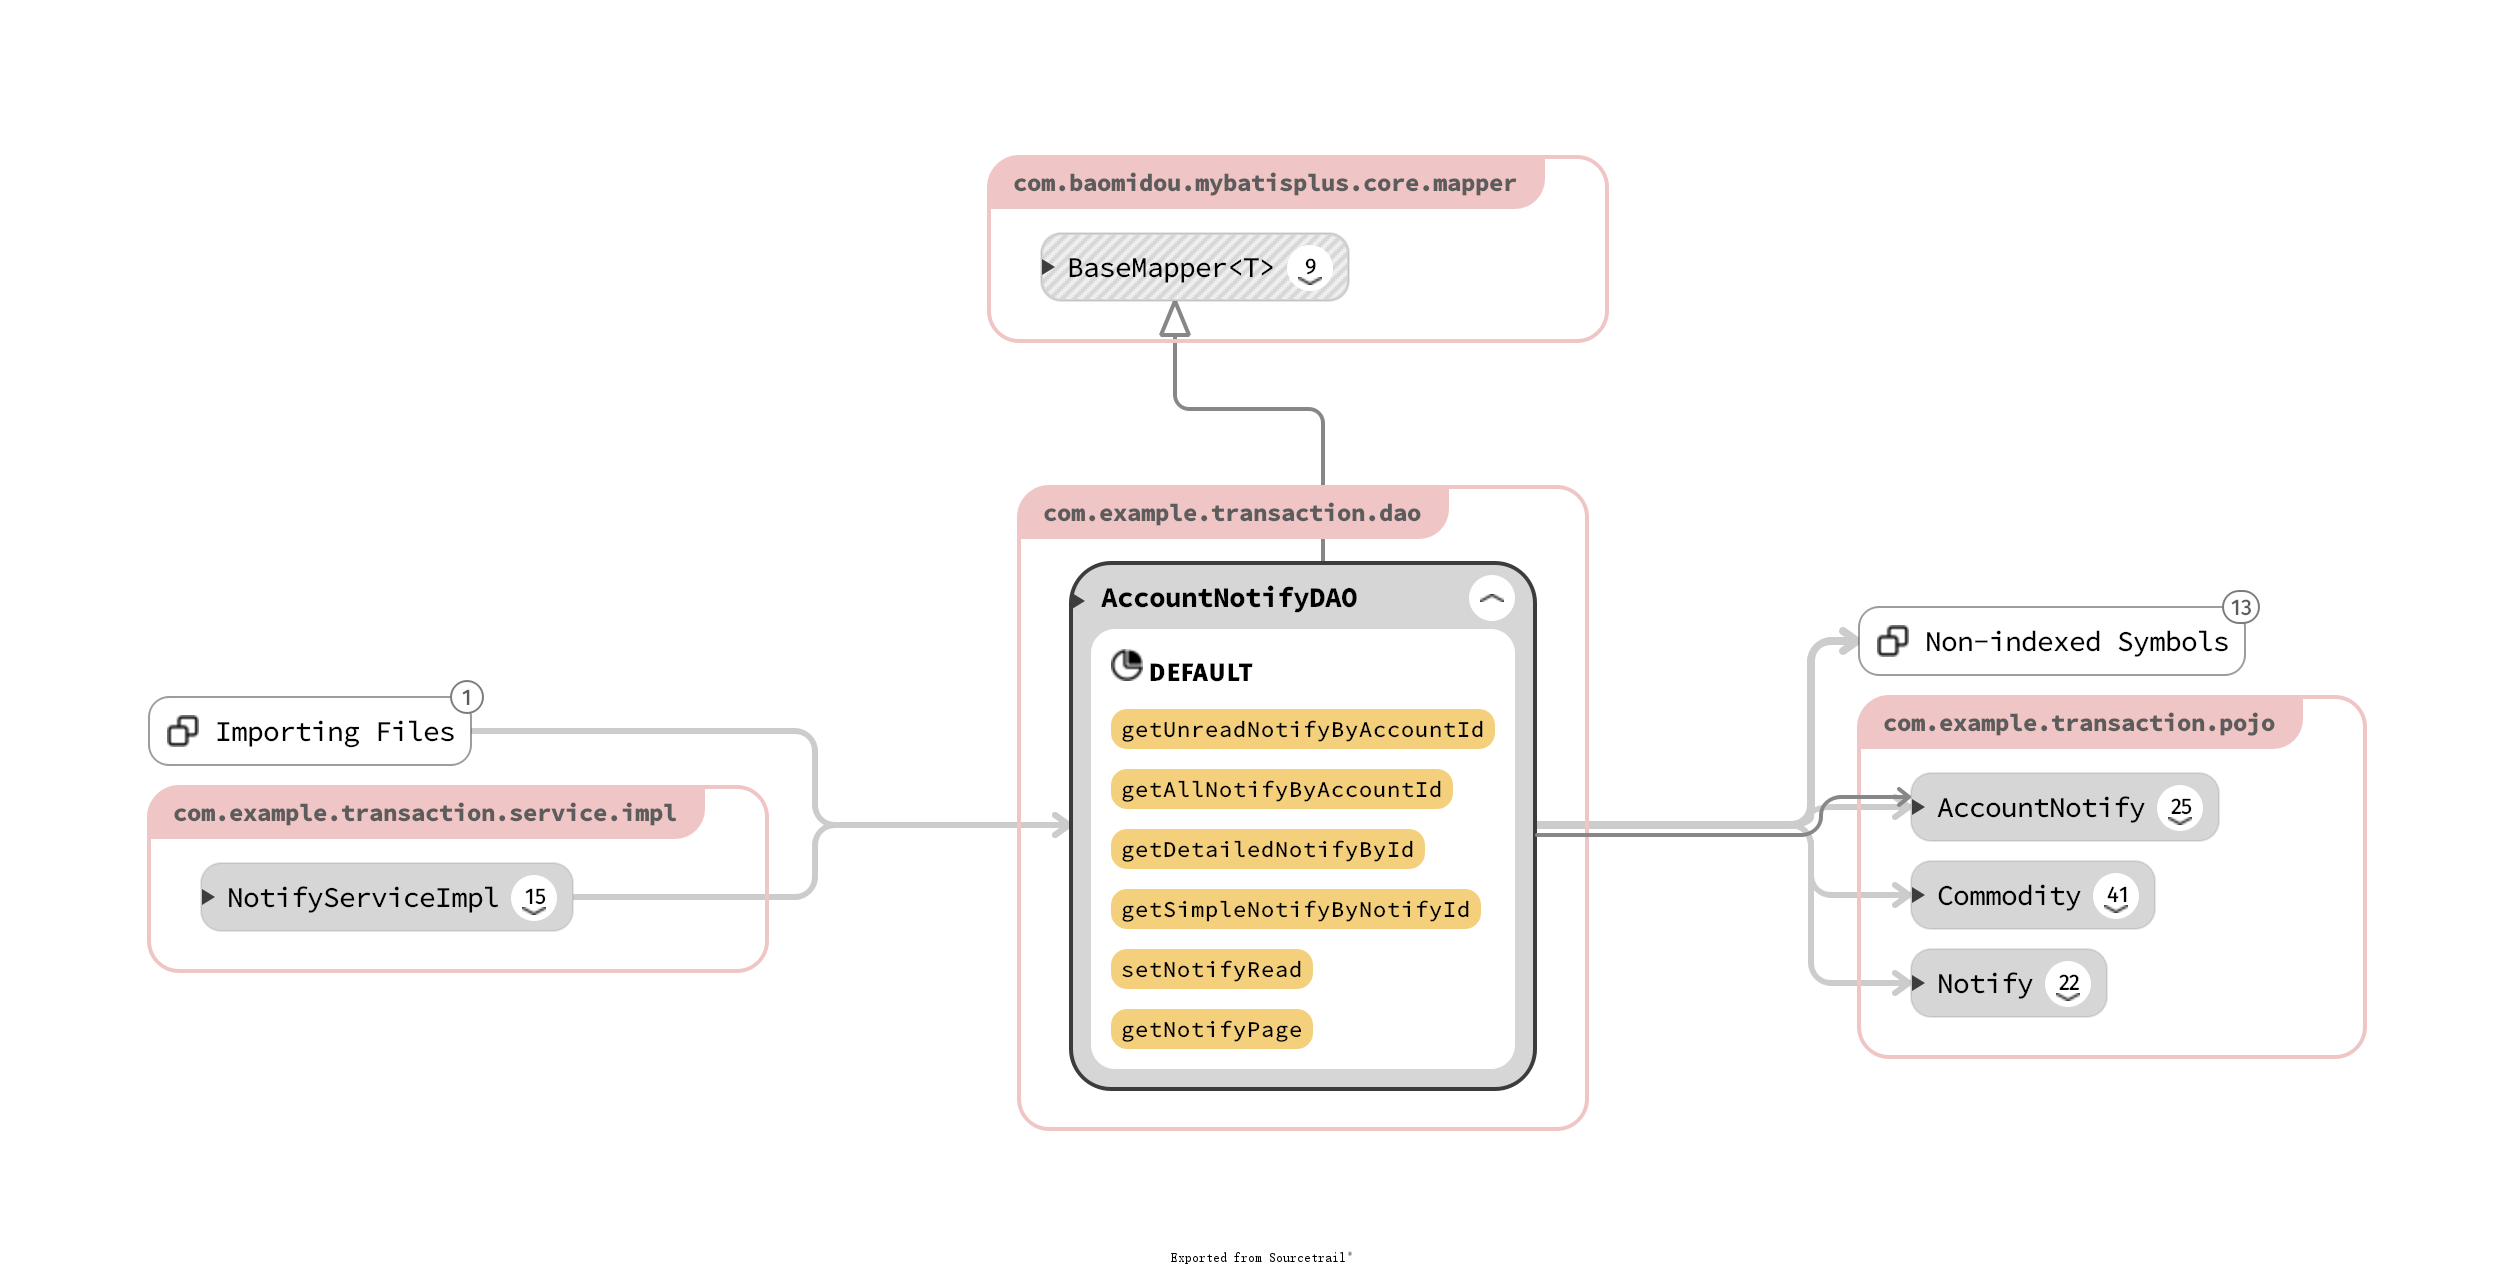 com.baomidou.mybatisplus.core.mapper
BaseMapper<T> 9
com.example.transaction.dao
AccountNotifyDAO
DEFAULT
getUnreadNotifyByAccountId
getAllNotifyByAccountId
getDetailedNotifyById
getSimpleNotifyByNotifyId
setNotifyRead
getNotifyPage
1
Importing Files
com.example.transaction.service.impl
NotifyServiceImpl 15
13
Non-indexed Symbols
com.example.transaction.pojo
AccountNotify 25
Commodity 41
Notify 22
Exported from Sourcetrail®